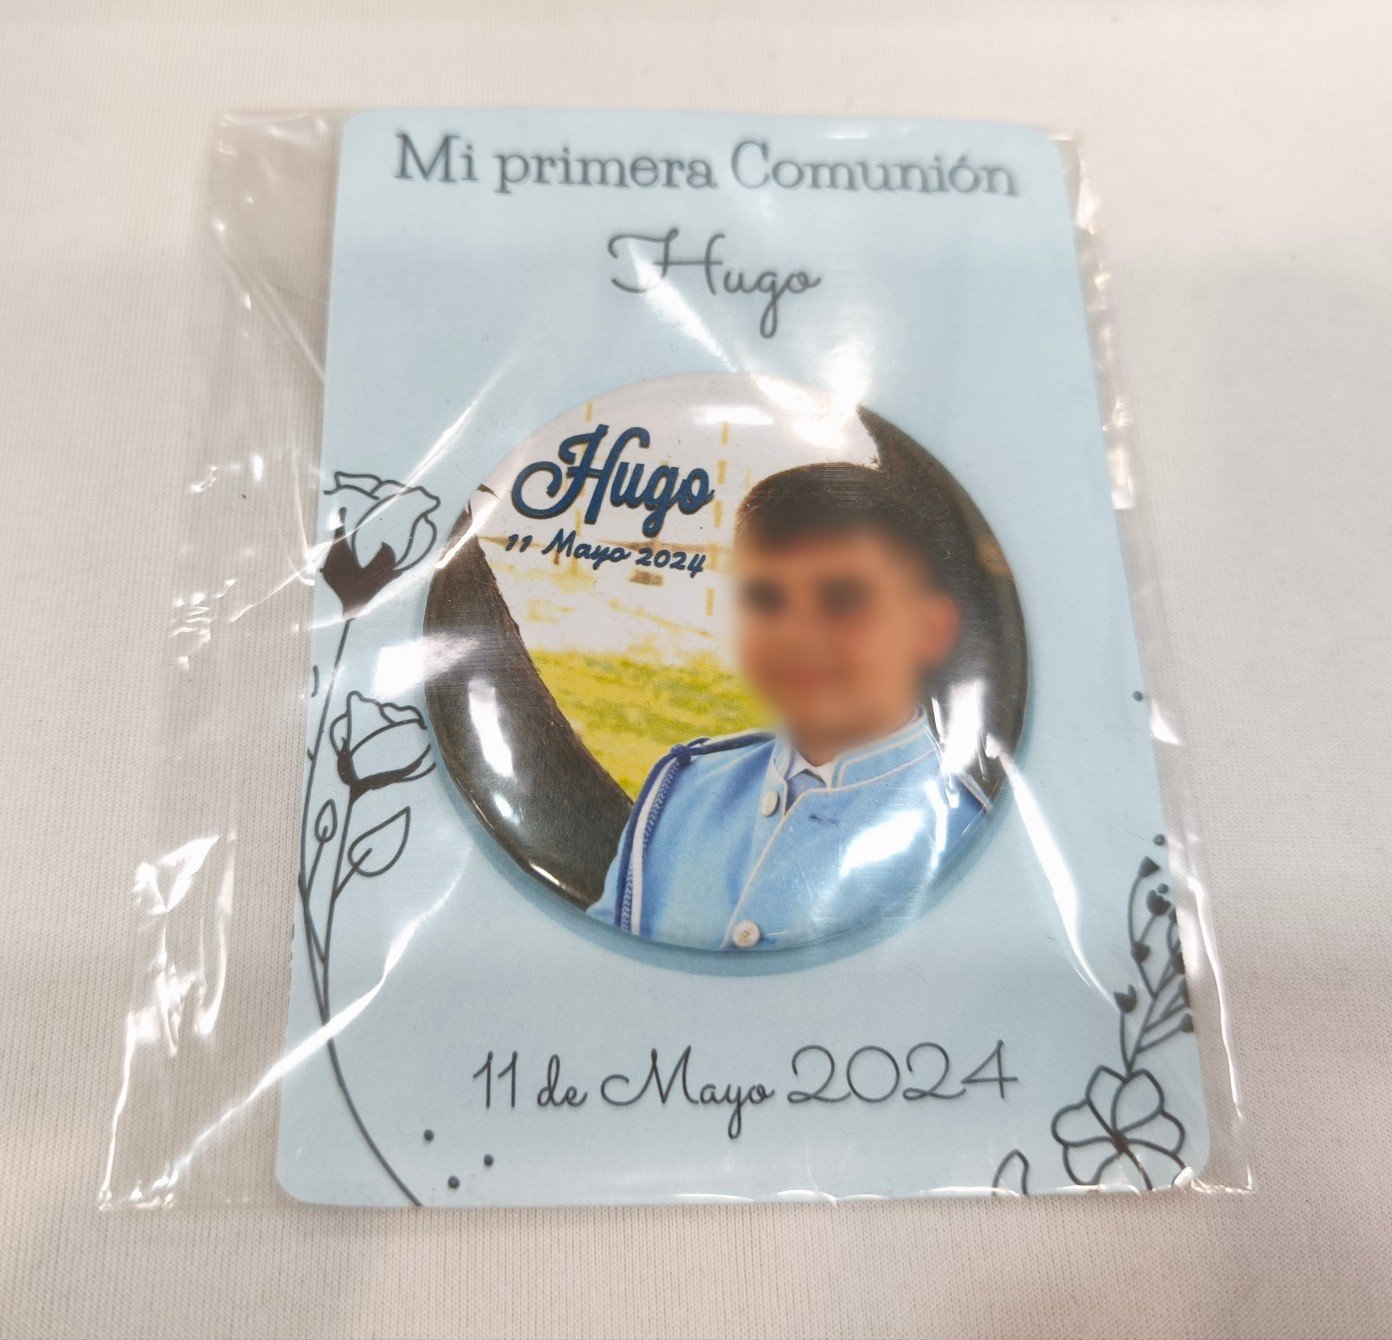 Mi primera Comunión
Hugo
Hugo
11 Mayo 2024
11 de Mayo 2024